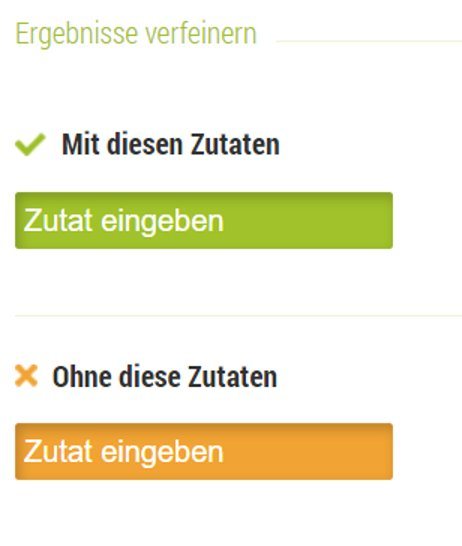 Ergebnisse verfeinern
Mit diesen Zutaten
Zutat eingeben
Ohne diese Zutaten
Zutat eingeben